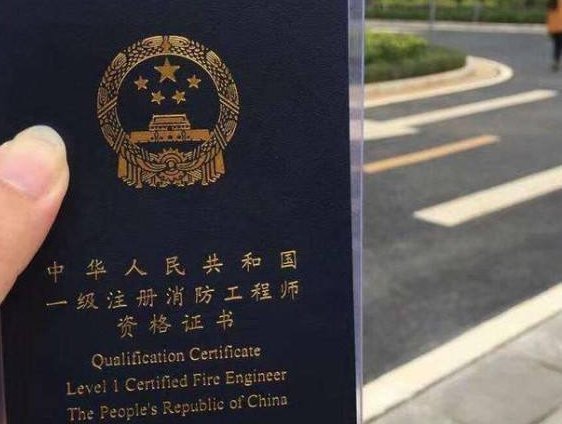 中华人民共和国
一级注册消防工程师
资格证书
Qualification Certificate
Level 1 Certified Fire Engineer
The People's Republic of China